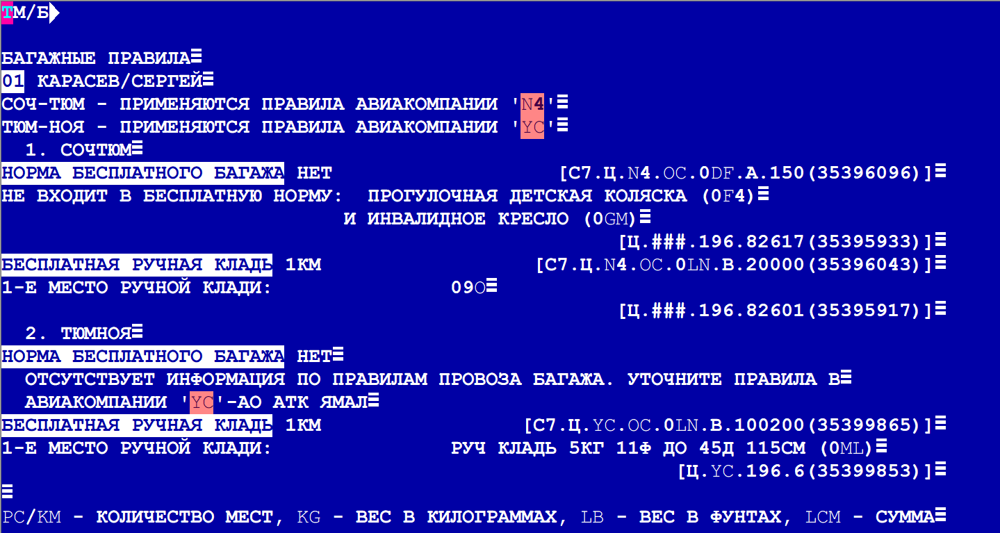 ТМ/Б
БАГАЖНЫЕ ПРАВИЛА
01 КАРАСЕВ/СЕРГЕЙ
СОЧ-ТЮМ - ПРИМЕНЯЮТСЯ ПРАВИЛА АВИАКОМПАНИИ 'N4'
ТЮМ-НОЯ - ПРИМЕНЯЮТСЯ ПРАВИЛА АВИАКОМПАНИИ 'YC'
1. СОЧТЮМ
НОРМА БЕСПЛАТНОГО БАГАЖА НЕТ [С7.Ц.N4.OC.0DF.А.150(35396096)]
НЕ ВХОДИТ В БЕСПЛАТНУЮ НОРМУ: ПРОГУЛОЧНАЯ ДЕТСКАЯ КОЛЯСКА (0F4)
И ИНВАЛИДНОЕ КРЕСЛО (0GM)
[Ц.###.196.82617(35395933)]
БЕСПЛАТНАЯ РУЧНАЯ КЛАДЬ 1КМ [С7.Ц.N4.OC.0LN.В.20000(35396043)]
1-Е МЕСТО РУЧНОЙ КЛАДИ: 09O
[Ц.###.196.82601(35395917)]
2. ТЮМНОЯ
НОРМА БЕСПЛАТНОГО БАГАЖА НЕТ
ОТСУТСТВУЕТ ИНФОРМАЦИЯ ПО ПРАВИЛАМ ПРОВОЗА БАГАЖА. УТОЧНИТЕ ПРАВИЛА В
АВИАКОМПАНИИ 'YC'-АО АТК ЯМАЛ
БЕСПЛАТНАЯ РУЧНАЯ КЛАДЬ 1КМ [С7.Ц.YC.OC.0LN.В.100200(35399865)]
1-Е МЕСТО РУЧНОЙ КЛАДИ: РУЧ КЛАДЬ 5КГ 11Ф ДО 45Д 115СМ (0ML)
[Ц.YC.196.6(35399853)]
PC/KM - КОЛИЧЕСТВО МЕСТ, KG - ВЕС В КИЛОГРАММАХ, LB - ВЕС В ФУНТАХ, LCM - СУММА